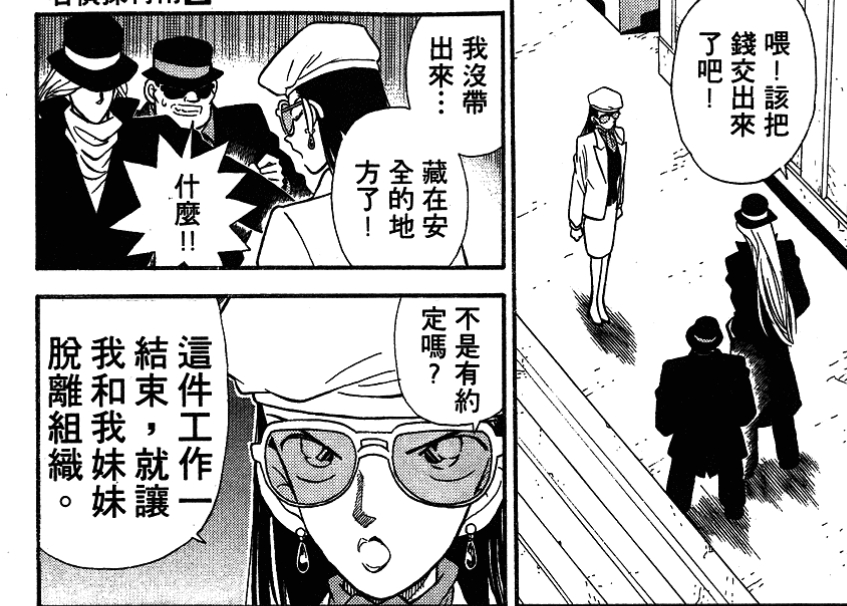 喂！該把
錢交出來
了吧！
我沒帶
出來…
藏在安
全的地
方了！
什麼!!
不是有約
定嗎？
這件工作一
結束，就讓
我和我妹妹
脫離組織。